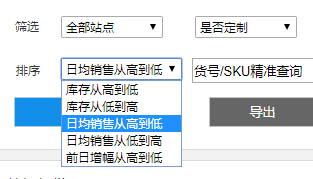 筛选 全部站点 是否定制
排序 日均销售从高到低 货号/SKU精准查询
库存从高到低
库存从低到高 导出
日均销售从高到低
日均销售从低到高
前日增幅从高到低